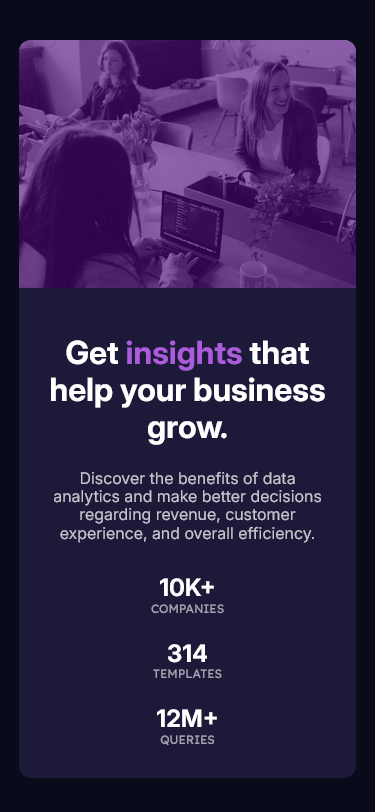 Get insights that
help your business
grow.
Discover the benefits of data
analytics and make better decisions
regarding revenue, customer
experience, and overall efficiency.
10K+
COMPANIES
314
TEMPLATES
12M+
QUERIES